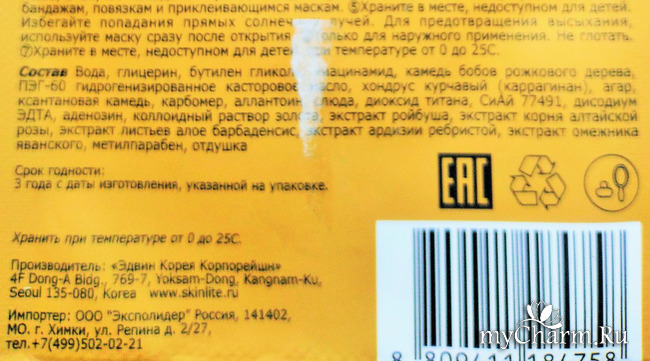 бандажам, повязкам и приклеивающимся маскам. ⑤Храните в месте, недоступном для детей.
Избегайте попадания прямых солнечн лучей. Для предотвращения высыхания,
используйте маску сразу после открытия только для наружного применения. Не глотать.
⑦Храните в месте, недоступном для детей при температуре от 0 до 25С.
Состав Вода, глицерин, бутилен гликоль ниацинамид, камедь бобов рожкового дерева,
ПЭГ-60 гидрогенизированное касторовое масло, хондрус курчавый (каррагинан), агар,
ксантановая камедь, карбомер, аллантоин слюда, диоксид титана, СиАй 77491, дисодиум
ЭДТА, аденозин, коллоидный раствор золота, экстракт ройбуша, экстракт корня алтайской
розы, экстракт листьев алое барбаденсис, экстракт ардизии ребристой, экстракт омежника
яванского, метилпарабен, отдушка
Срок годности:
3 года с даты изготовления, указанной на упаковке.
EAC
Хранить при температуре от 0 до 25С.
Производитель: «Эдвин Корея Корпорейшн»
4F Dong-A Bldg., 769-7, Yoksam-Dong, Kangnam-Ku,
Seoul 135-080, Korea www.skinlite.ru
Импортер: ООО "Эксполидер" Россия, 141402,
МО. г. Химки, ул. Репина д. 2/27,
тел.+7(499)502-02-21
myCharm.Ru